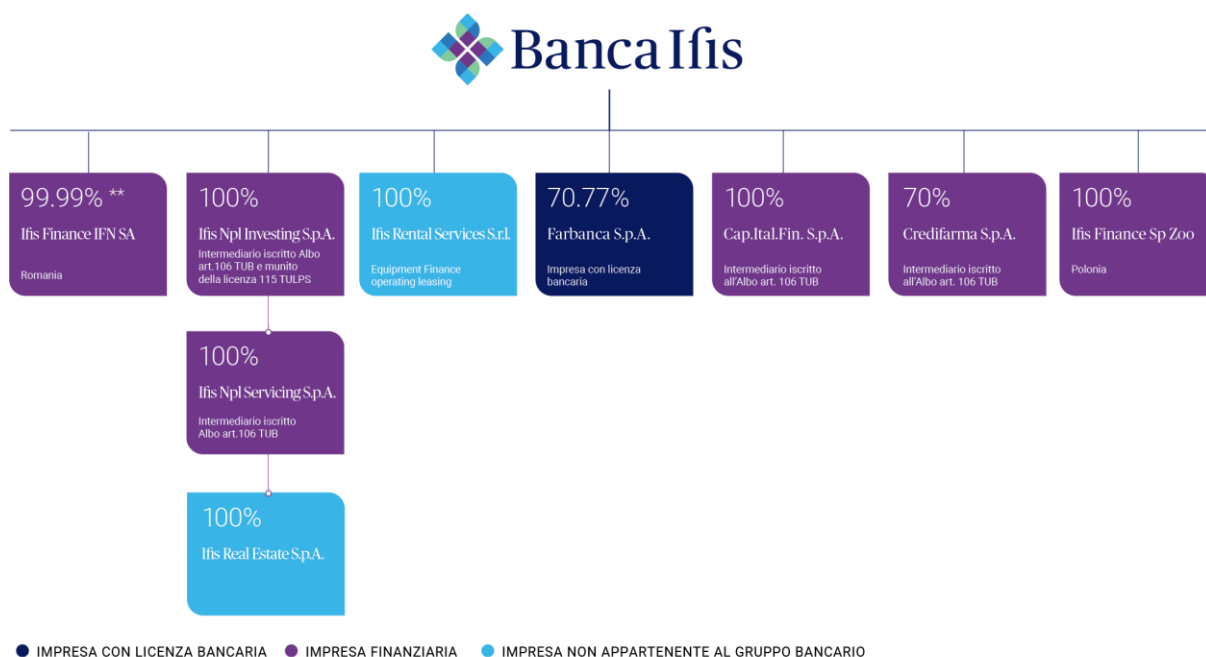 Banca Ifis
99.99% **
Ifis Finance IFN SA
Romania
100%
Ifis Npl Investing S.p.A.
Intermediario iscritto Albo
art.106 TUB e munito
della licenza 115 TULPS
100%
Ifis Rental Services S.r.l.
Equipment Finance
operating leasing
70.77%
Farbanca S.p.A.
Impresa con licenza
bancaria
100%
Cap.Ital.Fin. S.p.A.
Intermediario iscritto
all'Albo art. 106 TUB
70%
Credifarma S.p.A.
Intermediario iscritto
all'Albo art. 106 TUB
100%
Ifis Finance Sp Zoo
Polonia
100%
Ifis Npl Servicing S.p.A.
Intermediario iscritto
Albo art.106 TUB
100%
Ifis Real Estate S.p.A.
IMPRESA CON LICENZA BANCARIA
IMPRESA FINANZIARIA
IMPRESA NON APPARTENENTE AL GRUPPO BANCARIO